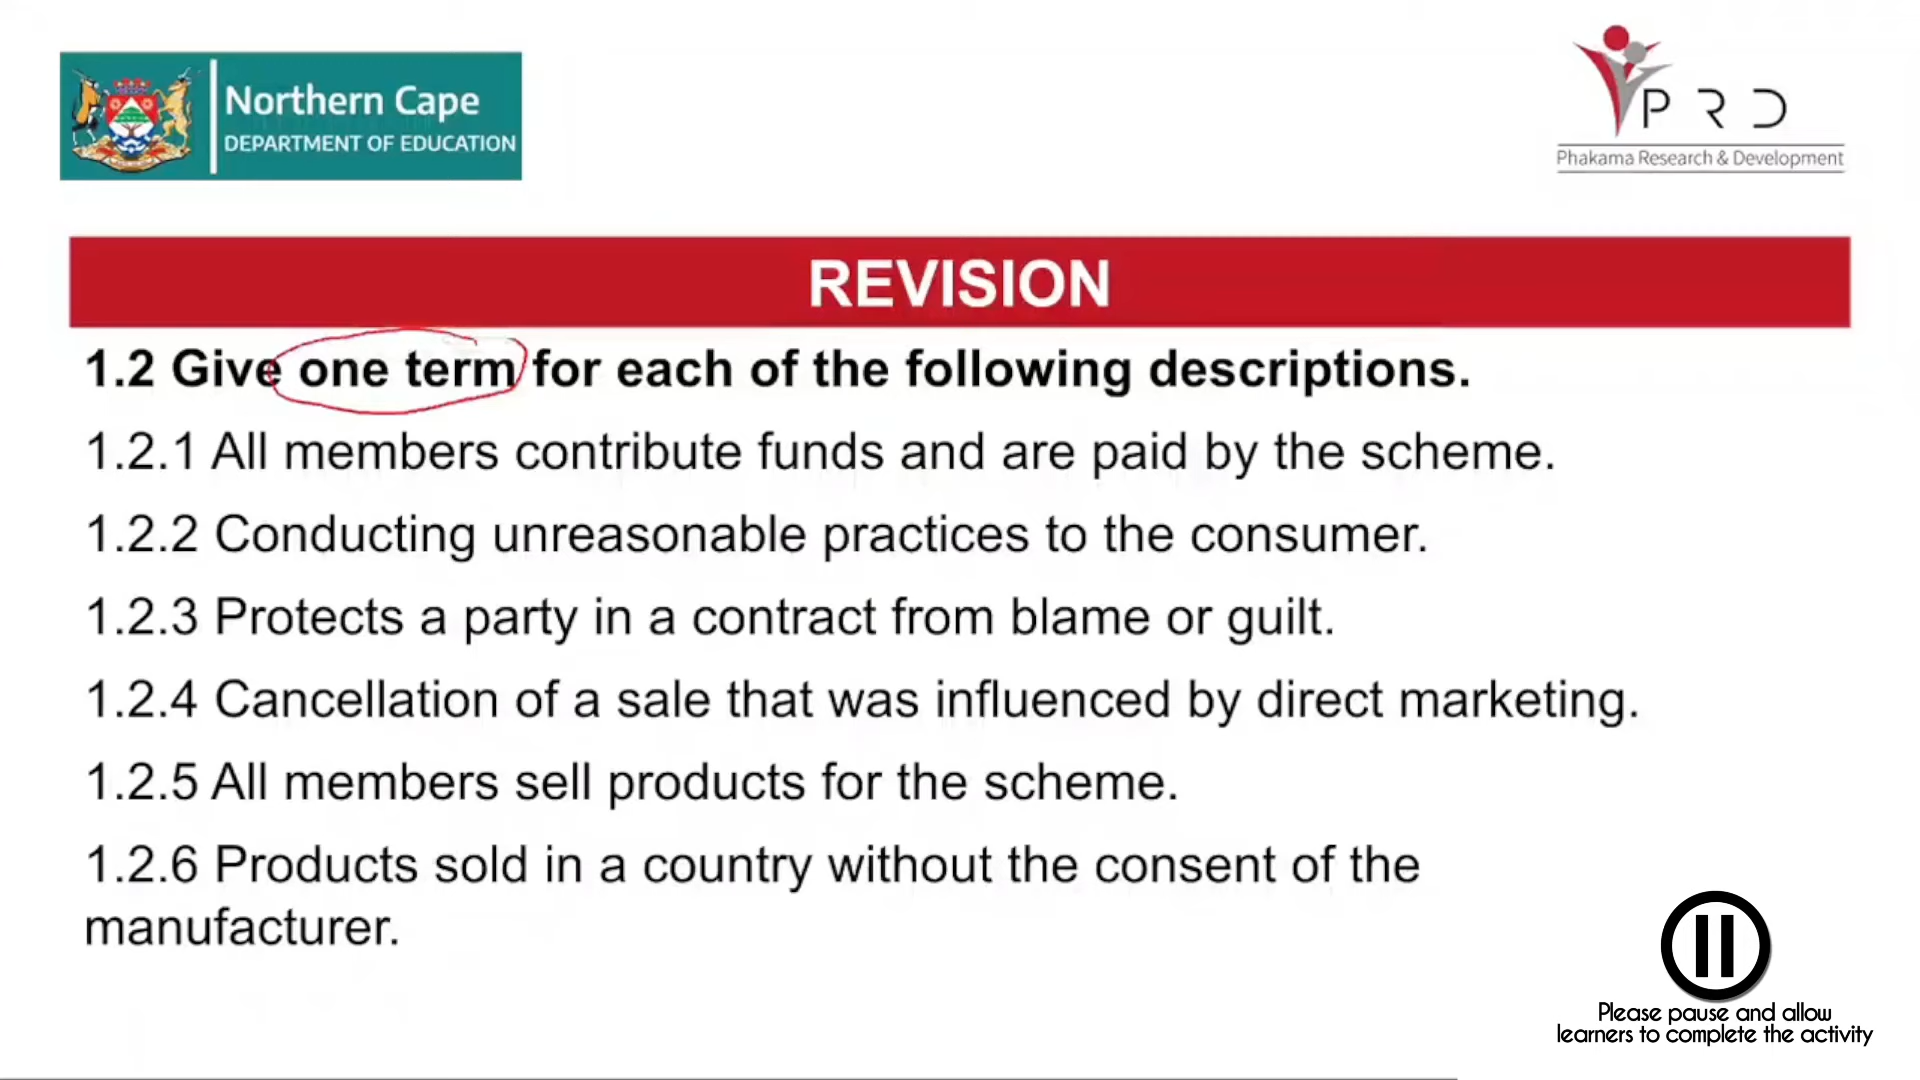 Northern Cape
DEPARTMENT OF EDUCATION
PRD
Phakama Research & Development
REVISION
1.2 Give one term for each of the following descriptions.
1.2.1 All members contribute funds and are paid by the scheme.
1.2.2 Conducting unreasonable practices to the consumer.
1.2.3 Protects a party in a contract from blame or guilt.
1.2.4 Cancellation of a sale that was influenced by direct marketing.
1.2.5 All members sell products for the scheme.
1.2.6 Products sold in a country without the consent of the
manufacturer.
Please pause and allow
learners to complete the activity